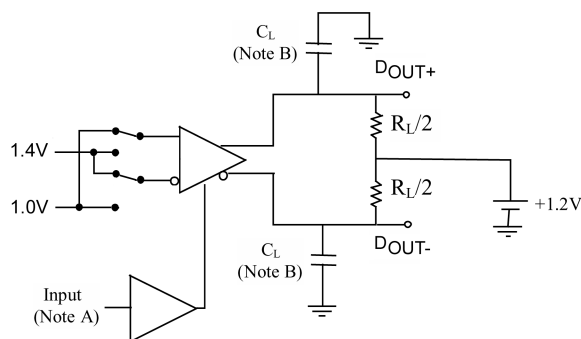 C_L
(Note B)
D_OUT+
R_L/2
1.4V
R_L/2
1.0V
+1.2V
C_L
(Note B)
D_OUT-
Input
(Note A)